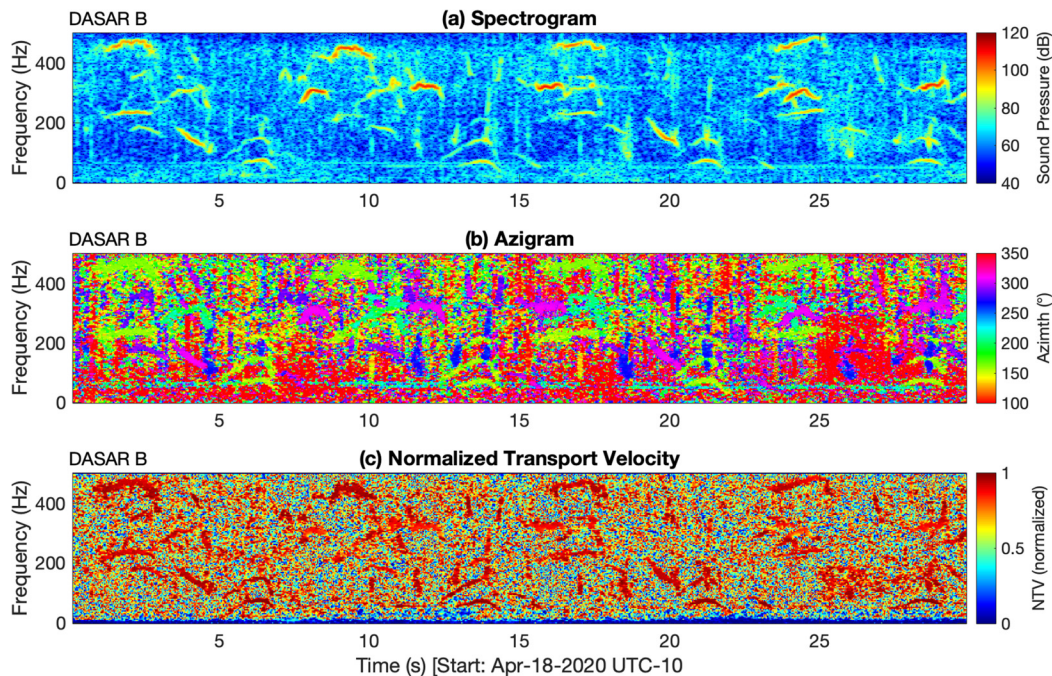 DASAR B
(a) Spectrogram
Frequency (Hz)
400
200
0
5
10
15
20
25
120
100
80
60
40
Sound Pressure (dB)
DASAR B
(b) Azigram
Frequency (Hz)
400
200
0
5
10
15
20
25
350
300
250
200
150
100
Azimuth (°)
DASAR B
(c) Normalized Transport Velocity
Frequency (Hz)
400
200
0
5
10
15
20
25
1
0.5
0
NTV (normalized)
Time (s) [Start: Apr-18-2020 UTC-10